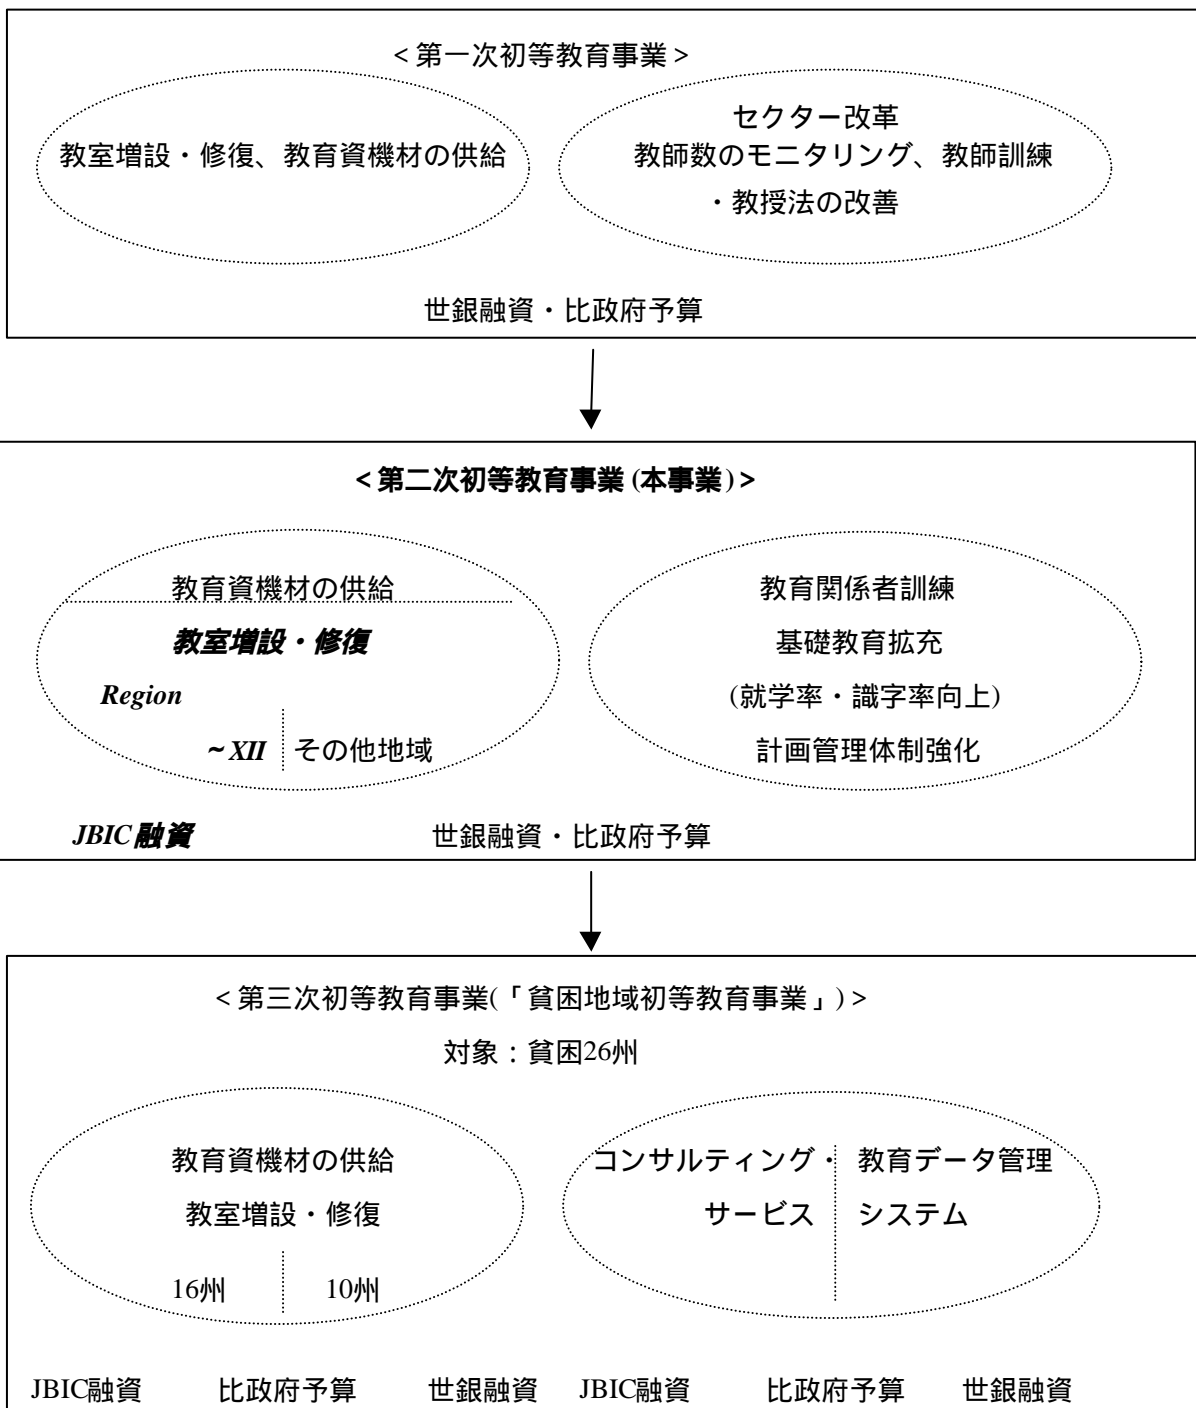 ＜第一次初等教育事業＞
教室増設・修復、教育資機材の供給
セクター改革
教師数のモニタリング、教師訓練
・教授法の改善
世銀融資・比政府予算
＜第二次初等教育事業(本事業)＞
教育資機材の供給
教室増設・修復
Region
～XII
その他地域
教育関係者訓練
基礎教育拡充
(就学率・識字率向上)
計画管理体制強化
JBIC融資 世銀融資・比政府予算
＜第三次初等教育事業(「貧困地域初等教育事業」)＞
対象：貧困26州
教育資機材の供給
教室増設・修復
16州 10州
コンサルティング・
サービス
教育データ管理
システム
JBIC融資 比政府予算 世銀融資 JBIC融資 比政府予算 世銀融資